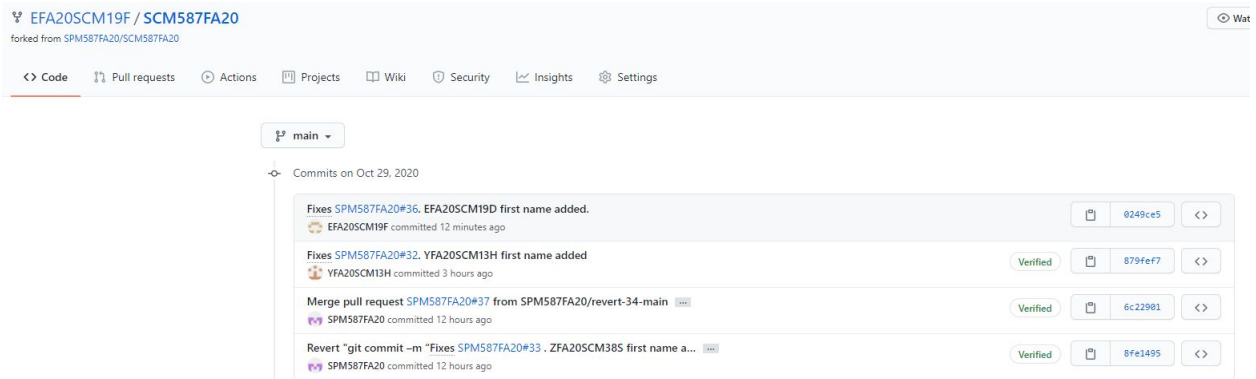 EFA20SCM19F / SCM587FA20
Wat
forked from SPM587FA20/SCM587FA20
<> Code Pull requests Actions Projects Wiki Security Insights Settings
main
Commits on Oct 29, 2020
Fixes SPM587FA20#36. EFA20SCM19D first name added.
EFA20SCM19F committed 12 minutes ago
0249ce5 <>
Fixes SPM587FA20#32. YFA20SCM13H first name added
YFA20SCM13H committed 3 hours ago
Verified 879fef7 <>
Merge pull request SPM587FA20#37 from SPM587FA20/revert-34-main ...
SPM587FA20 committed 12 hours ago
Verified 6c22901 <>
Revert "git commit –m "Fixes SPM587FA20#33 . ZFA20SCM38S first name a... ...
SPM587FA20 committed 12 hours ago
Verified 8fe1495 <>